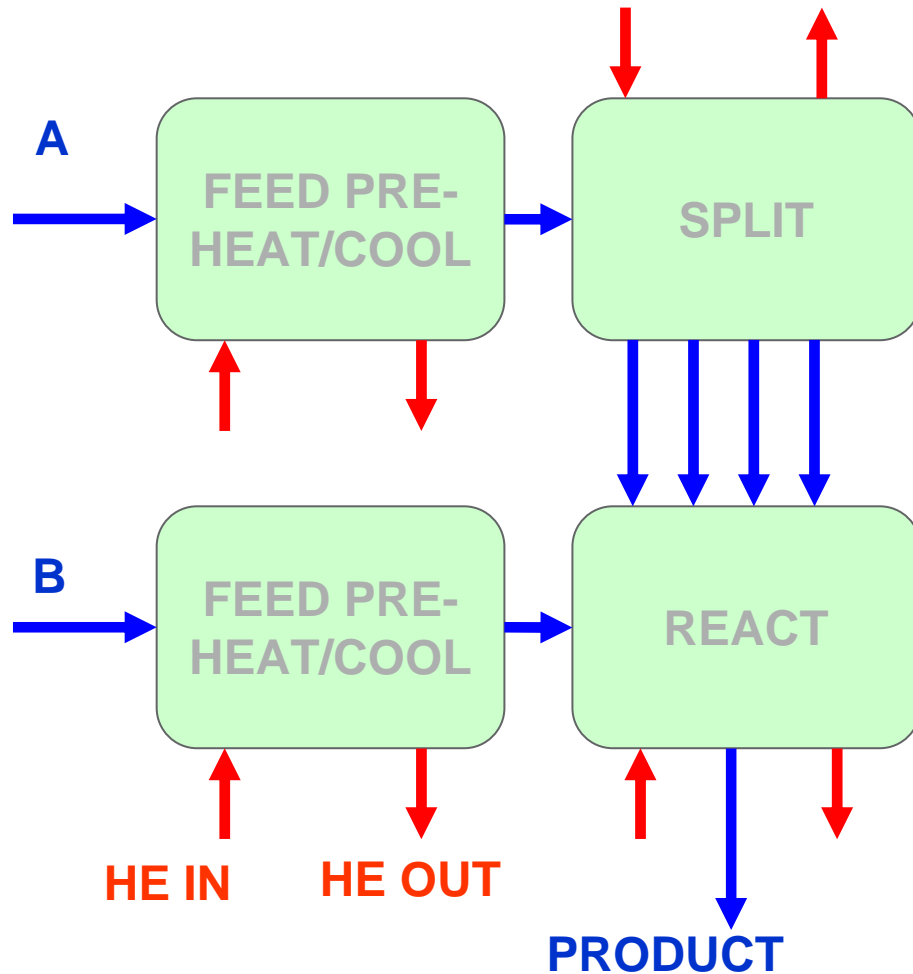 A
FEED PRE-
HEAT/COOL
SPLIT
B
FEED PRE-
HEAT/COOL
REACT
HE IN
HE OUT
PRODUCT